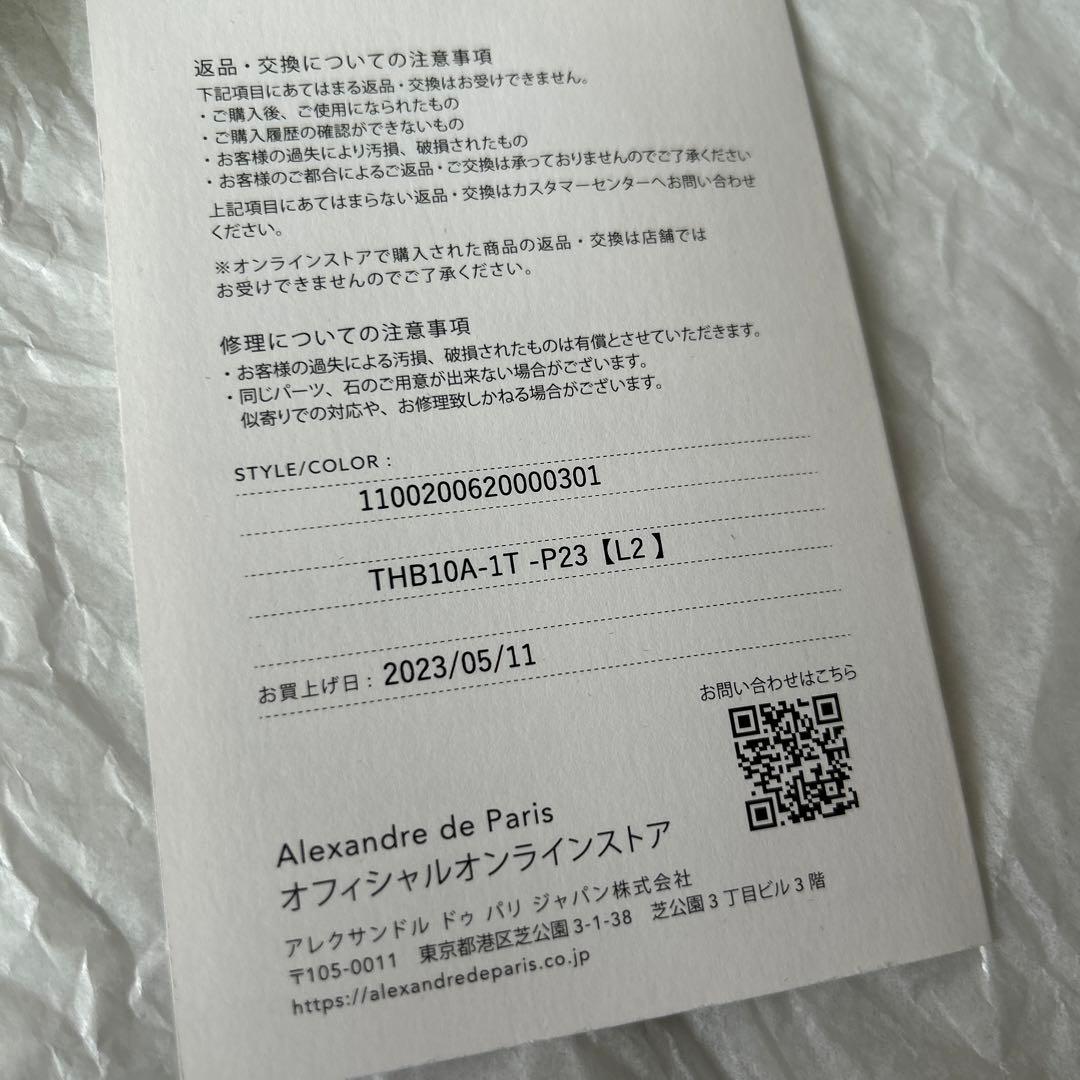 返品・交換についての注意事項
下記項目にあてはまる返品・交換はお受けできません。
・ご購入後、ご使用になられたもの
・ご購入履歴の確認ができないもの
・お客様の過失により汚損、破損されたもの
・お客様のご都合によるご返品・ご交換は承っておりませんのでご了承ください
上記項目にあてはまらない返品・交換はカスタマーセンターへお問い合わせ
ください。
※オンラインストアで購入された商品の返品・交換は店舗では
お受けできませんのでご了承ください。
修理についての注意事項
・お客様の過失による汚損、破損されたものは有償とさせていただきます。
・同じパーツ、石のご用意が出来ない場合がございます。
似寄りでの対応や、お修理致しかねる場合がございます。
STYLE/COLOR :
1100200620000301
THB10A-1T -P23【L2 】
お買上げ日 : 2023/05/11
お問い合わせはこちら
Alexandre de Paris
オフィシャルオンラインストア
アレクサンドル ドゥ パリ ジャパン株式会社
〒105-0011 東京都港区芝公園 3-1-38 芝公園 3 丁目ビル 3 階
https://alexandredeparis.co.jp